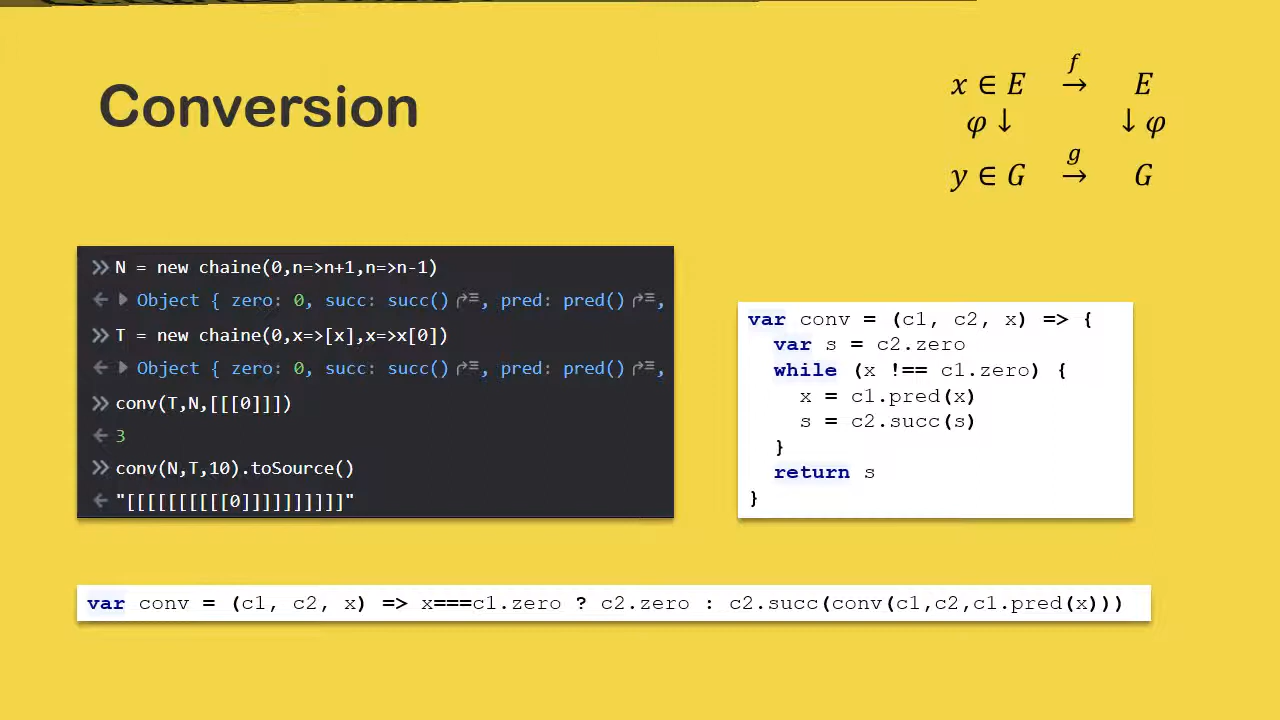 Conversion
x ∈ E →f E
φ ↓ ↓ φ
y ∈ G →g G
>> N = new chaine(0,n=>n+1,n=>n-1)
← ▶ Object { zero: 0, succ: succ(), pred: pred(),
>> T = new chaine(0,x=>[x],x=>x[0])
← ▶ Object { zero: 0, succ: succ(), pred: pred(),
>> conv(T,N,[[[0]]])
← 3
>> conv(N,T,10).toSource()
← "[[[[[[[[[[0]]]]]]]]]]"
var conv = (c1, c2, x) => {
var s = c2.zero
while (x !== c1.zero) {
x = c1.pred(x)
s = c2.succ(s)
}
return s
}
var conv = (c1, c2, x) => x===c1.zero ? c2.zero : c2.succ(conv(c1,c2,c1.pred(x)))